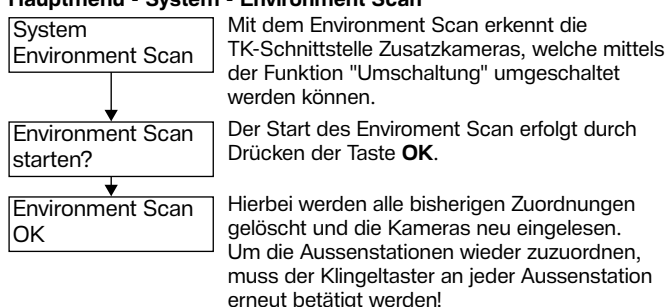 Hauptmenü - System - Environment Scan
System
Environment Scan
Mit dem Environment Scan erkennt die
TK-Schnittstelle Zusatzkameras, welche mittels
der Funktion "Umschaltung" umgeschaltet
werden können.
Environment Scan
starten?
Der Start des Enviroment Scan erfolgt durch
Drücken der Taste OK.
Environment Scan
OK
Hierbei werden alle bisherigen Zuordnungen
gelöscht und die Kameras neu eingelesen.
Um die Aussenstationen wieder zuzuordnen,
muss der Klingeltaster an jeder Aussenstation
erneut betätigt werden!